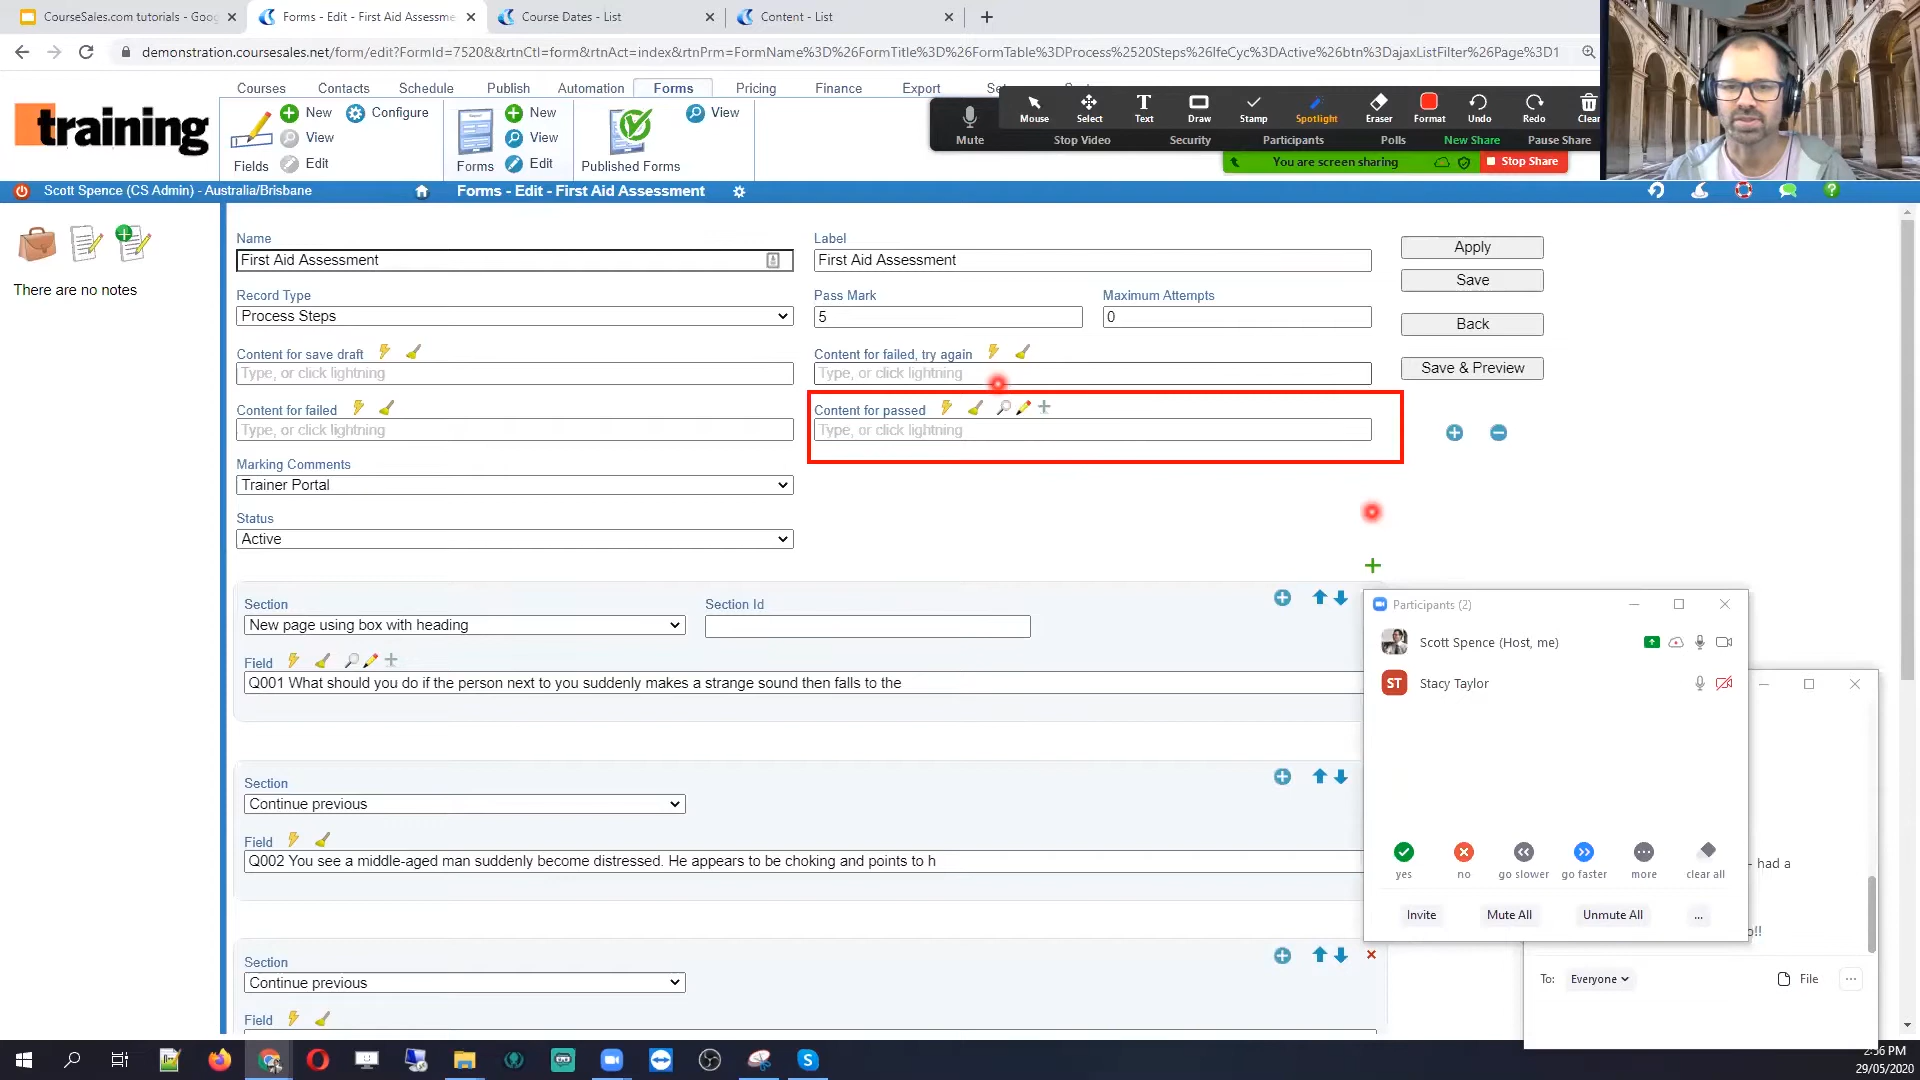 CourseSales.com tutorials - Goog
Forms - Edit - First Aid Assessme
Course Dates - List
Content - List
demonstration.coursesales.net/form/edit?FormId=7520&&rtnCtl=form&rtnAct=index&rtnPrm=FormName%3D%26FormTitle%3D%26FormTable%3DProcess%2520Steps%26lfeCyc%3DActive%26btn%3DajaxListFilter%26Page%3D1
Courses
Contacts
Schedule
Publish
Automation
Forms
Pricing
Finance
Export
training
New
Configure
View
Edit
Fields
New
View
Edit
Forms
View
Published Forms
Mouse
Select
Text
Draw
Stamp
Spotlight
Eraser
Format
Undo
Redo
Clear
Mute
Stop Video
Security
Participants
Polls
New Share
Pause Share
You are screen sharing
Stop Share
Scott Spence (CS Admin) - Australia/Brisbane
Forms - Edit - First Aid Assessment
There are no notes
Name
First Aid Assessment
Label
First Aid Assessment
Record Type
Process Steps
Pass Mark
5
Maximum Attempts
0
Content for save draft
Type, or click lightning
Content for failed, try again
Type, or click lightning
Content for failed
Type, or click lightning
Content for passed
Type, or click lightning
Marking Comments
Trainer Portal
Status
Active
Apply
Save
Back
Save & Preview
Section
New page using box with heading
Section Id
Field
Q001 What should you do if the person next to you suddenly makes a strange sound then falls to the
Section
Continue previous
Field
Q002 You see a middle-aged man suddenly become distressed. He appears to be choking and points to h
Section
Continue previous
Field
Participants (2)
Scott Spence (Host, me)
ST
Stacy Taylor
yes
no
go slower
go faster
more
clear all
Invite
Mute All
Unmute All
...
- had a
o!!
To:
Everyone
File
2:56 PM
29/05/2020